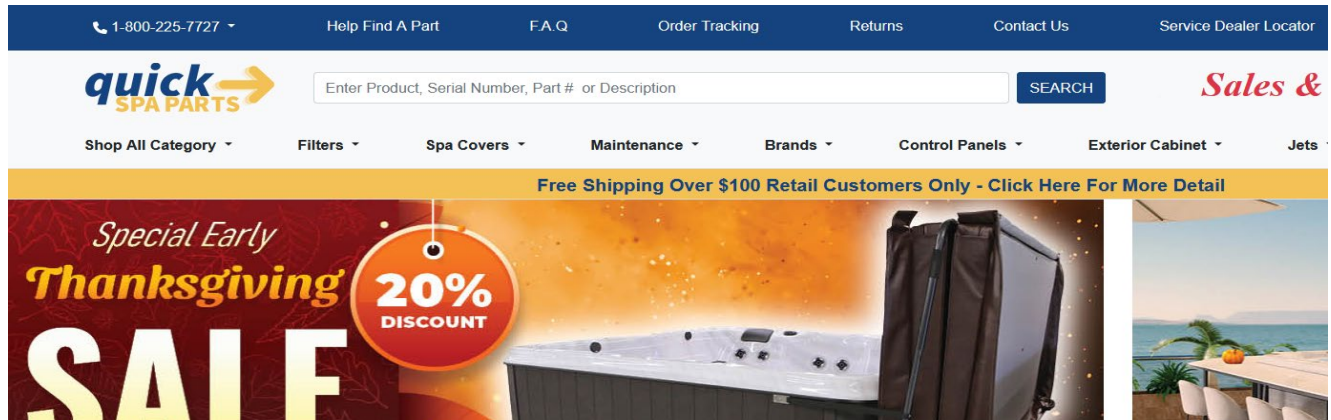 1-800-225-7727 Help Find A Part F.A.Q Order Tracking Returns Contact Us Service Dealer Locator
quick
SPA PARTS
Enter Product, Serial Number, Part # or Description SEARCH Sales &
Shop All Category Filters Spa Covers Maintenance Brands Control Panels Exterior Cabinet Jets
Free Shipping Over $100 Retail Customers Only - Click Here For More Detail
Special Early
Thanksgiving
SALE
20%
DISCOUNT